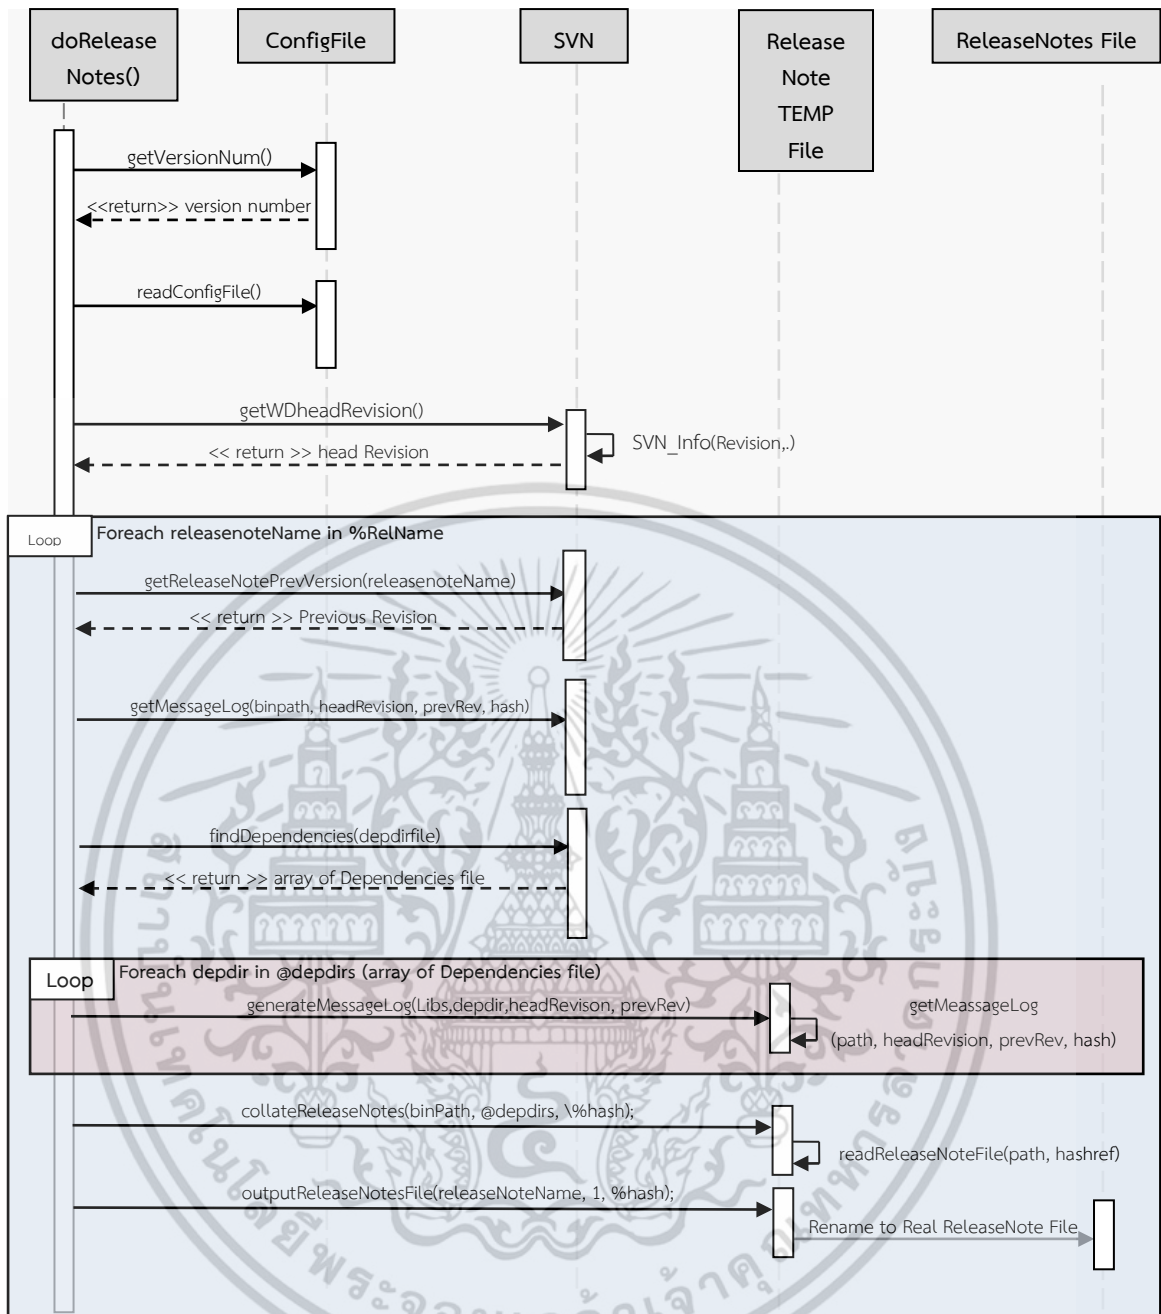 doRelease
Notes()
ConfigFile
SVN
Release
Note
TEMP
File
ReleaseNotes File
getVersionNum()
<<return>> version number
readConfigFile()
getWDheadRevision()
SVN_Info(Revision,.)
<< return >> head Revision
Loop
Foreach releasenoteName in %RelName
getReleaseNotePrevVersion(releasenoteName)
<< return >> Previous Revision
getMessageLog(binpath, headRevision, prevRev, hash)
findDependencies(depdirfile)
<< return >> array of Dependencies file
Loop
Foreach depdir in @depdirs (array of Dependencies file)
generateMessageLog(Libs,depdir,headRevison, prevRev)
getMeassageLog
(path, headRevision, prevRev, hash)
collateReleaseNotes(binPath, @depdirs, \%hash);
readReleaseNoteFile(path, hashref)
outputReleaseNotesFile(releaseNoteName, 1, %hash);
Rename to Real ReleaseNote File